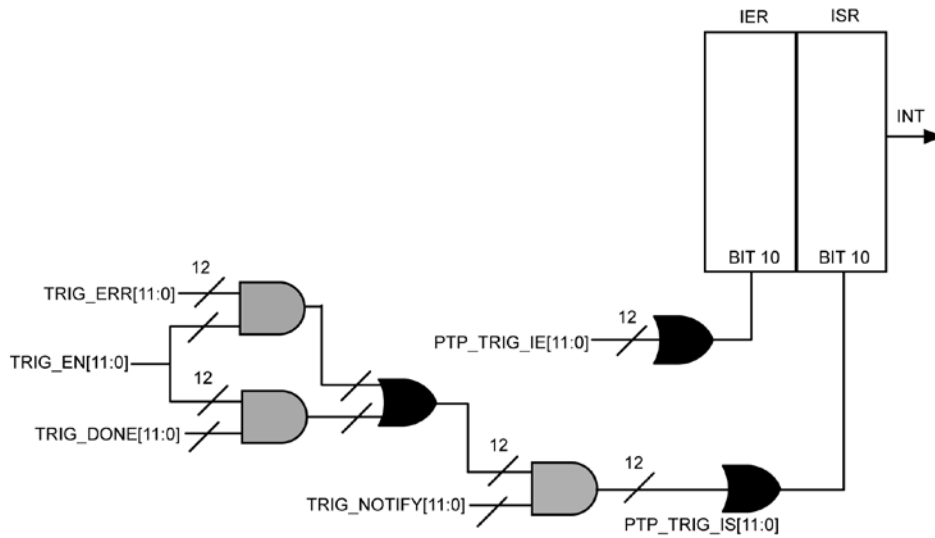 IER ISR
INT
BIT 10 BIT 10
12
TRIG_ERR[11:0]
12
PTP_TRIG_IE[11:0]
TRIG_EN[11:0]
12
TRIG_DONE[11:0]
12
12
TRIG_NOTIFY[11:0]
PTP_TRIG_IS[11:0]